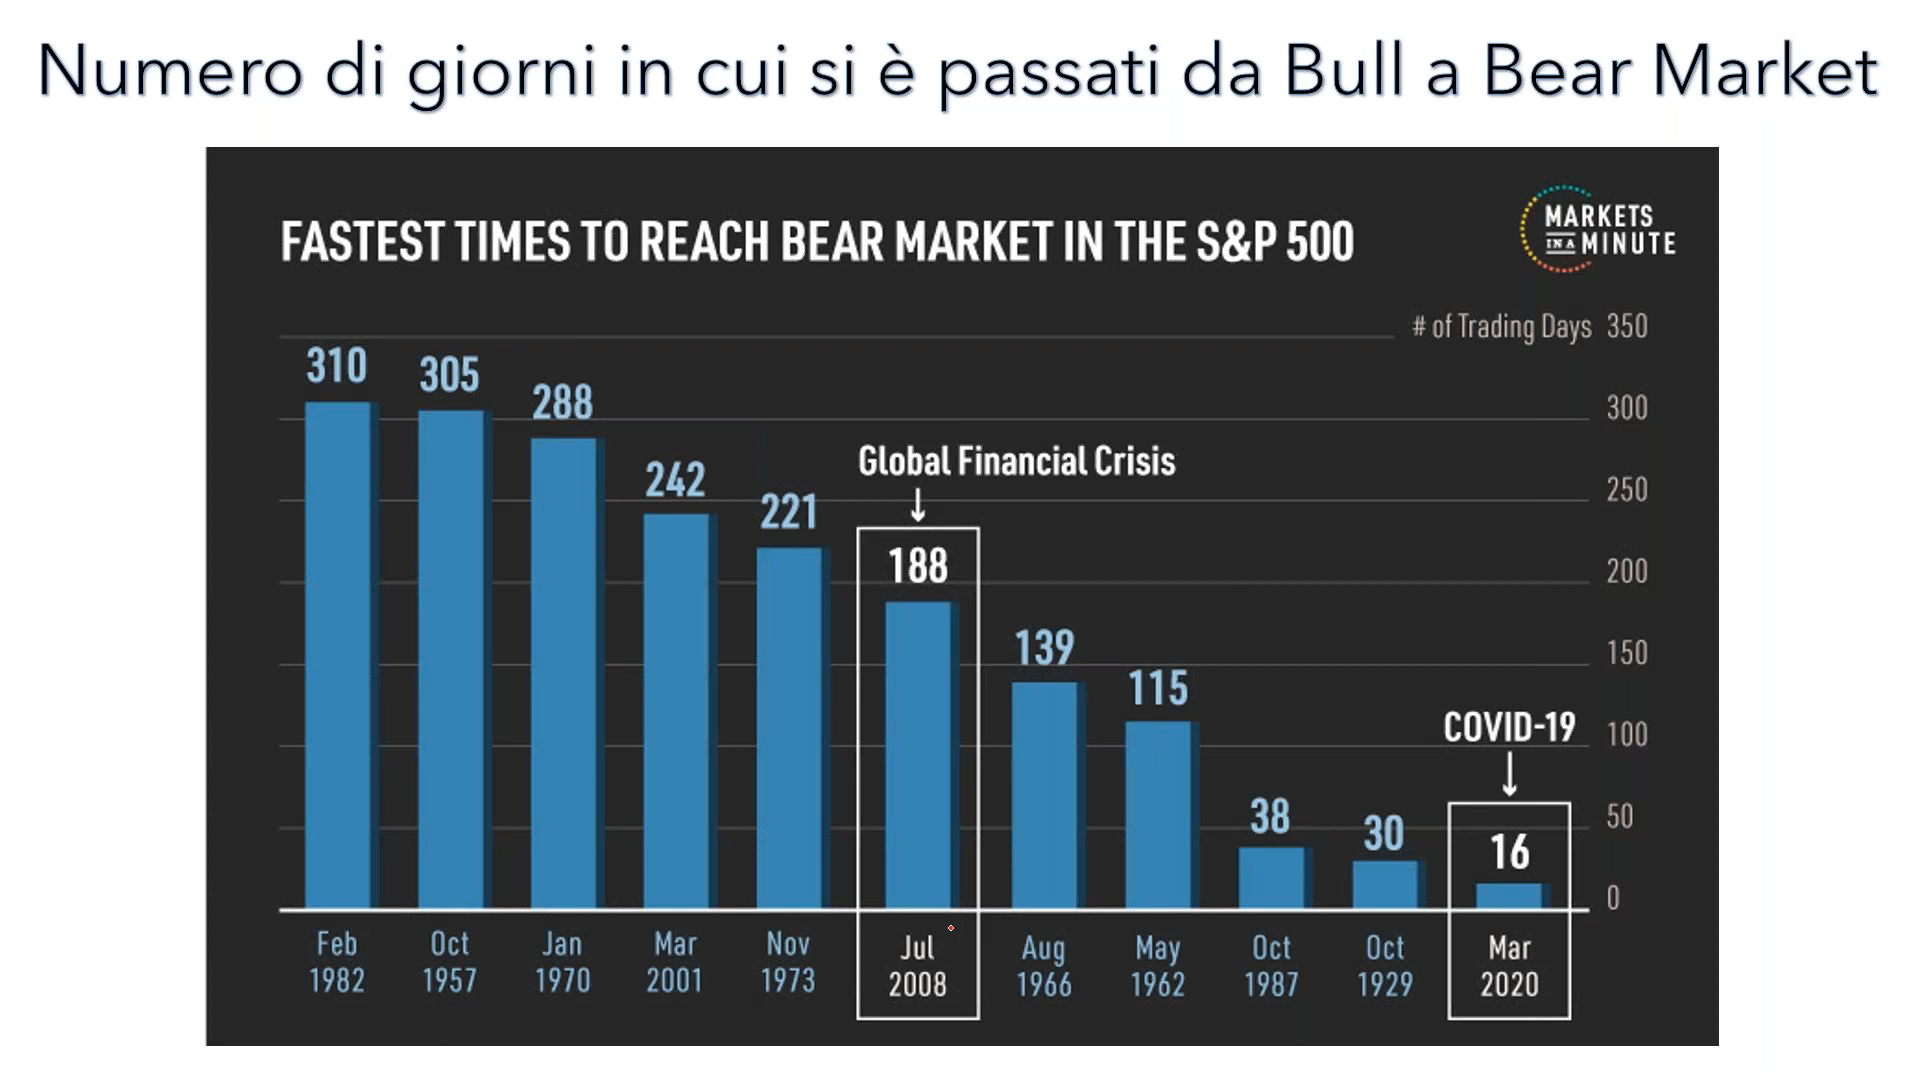 Numero di giorni in cui si è passati da Bull a Bear Market
FASTEST TIMES TO REACH BEAR MARKET IN THE S&P 500
MARKETS
IN A MINUTE
# of Trading Days 350
300
250
200
150
100
50
0
310
305
288
242
221
Global Financial Crisis
188
139
115
38
30
COVID-19
16
Feb
1982
Oct
1957
Jan
1970
Mar
2001
Nov
1973
Jul
2008
Aug
1966
May
1962
Oct
1987
Oct
1929
Mar
2020